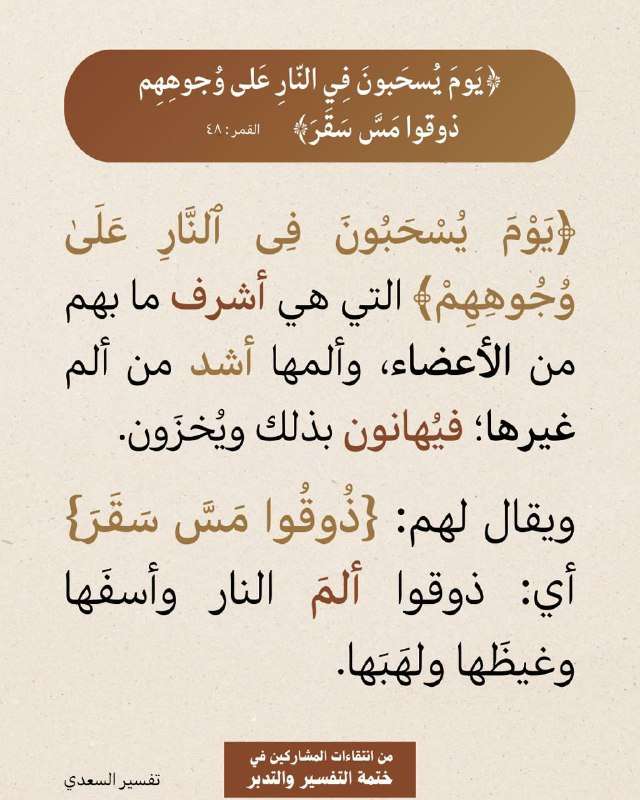 ﴿يَومَ يُسحَبونَ فِي النّارِ عَلى وُجوهِهِم
ذوقوا مَسَّ سَقَرَ﴾ القمر: ٤٨
﴿يَوْمَ يُسْحَبُونَ فِى ٱلنَّارِ عَلَىٰ
وُجُوهِهِمْ﴾ التي هي أشرف ما بهم
من الأعضاء، وألمها أشد من ألم
غيرها؛ فيُهانون بذلك ويُخزَون.
ويقال لهم: {ذُوقُوا مَسَّ سَقَرَ}
أي: ذوقوا ألمَ النار وأسفَها
وغيظَها ولهَبَها.
من انتقاءات المشاركين في
ختمة التفسير والتدبر
تفسير السعدي